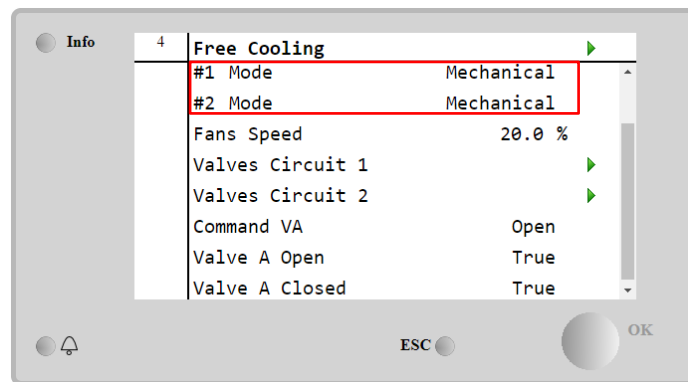 Info
4 Free Cooling
#1 Mode Mechanical
#2 Mode Mechanical
Fans Speed 20.0 %
Valves Circuit 1
Valves Circuit 2
Command VA Open
Valve A Open True
Valve A Closed True
ESC
OK